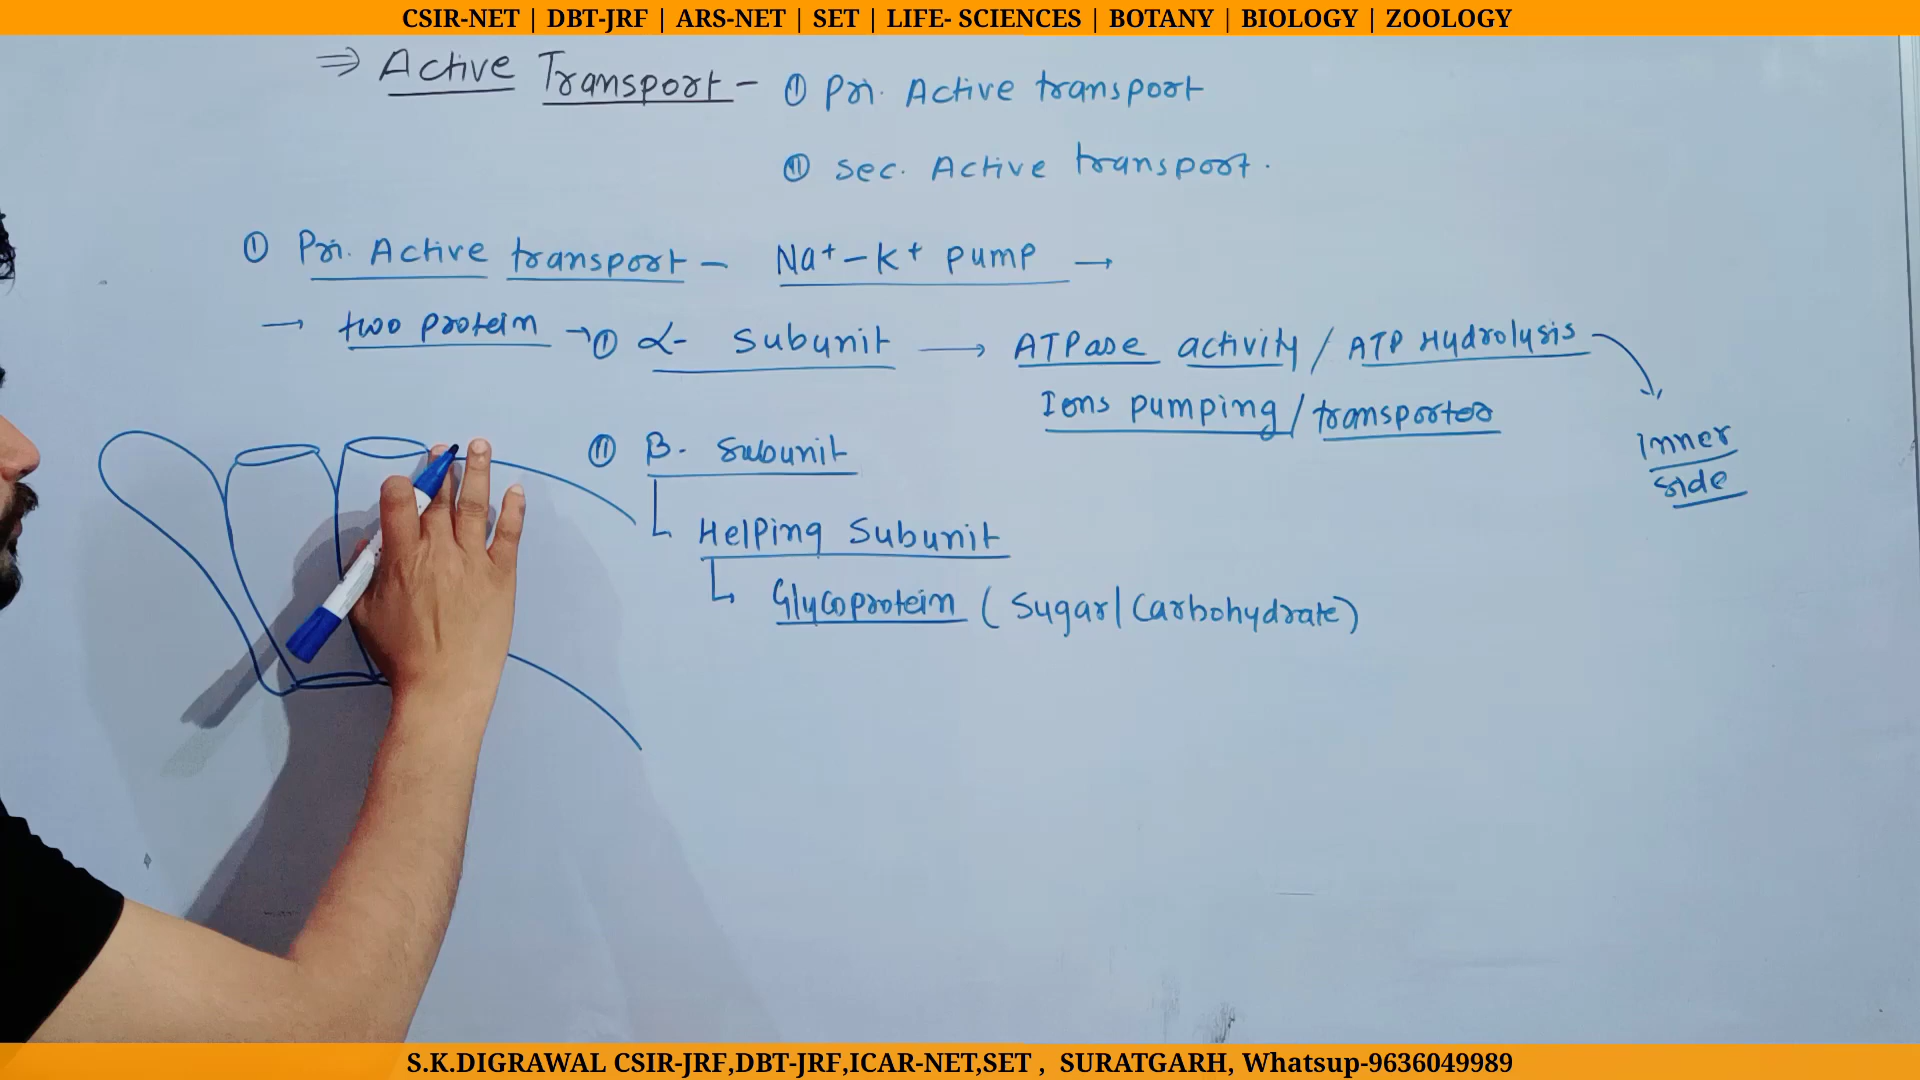 CSIR-NET | DBT-JRF | ARS-NET | SET | LIFE- SCIENCES | BOTANY | BIOLOGY | ZOOLOGY
⇒ Active Transport - ① Pri. Active transport
② Sec. Active transport.
① Pri. Active transport - Na+-K+ pump →
→ two protein → ① α- Subunit → ATPase activity / ATP Hydrolysis
Ions pumping / transporter
Inner
side
② β- Subunit
Helping Subunit
Glycoprotein ( Sugar/Carbohydrate)
S.K.DIGRAWAL CSIR-JRF,DBT-JRF,ICAR-NET,SET , SURATGARH, Whatsup-9636049989